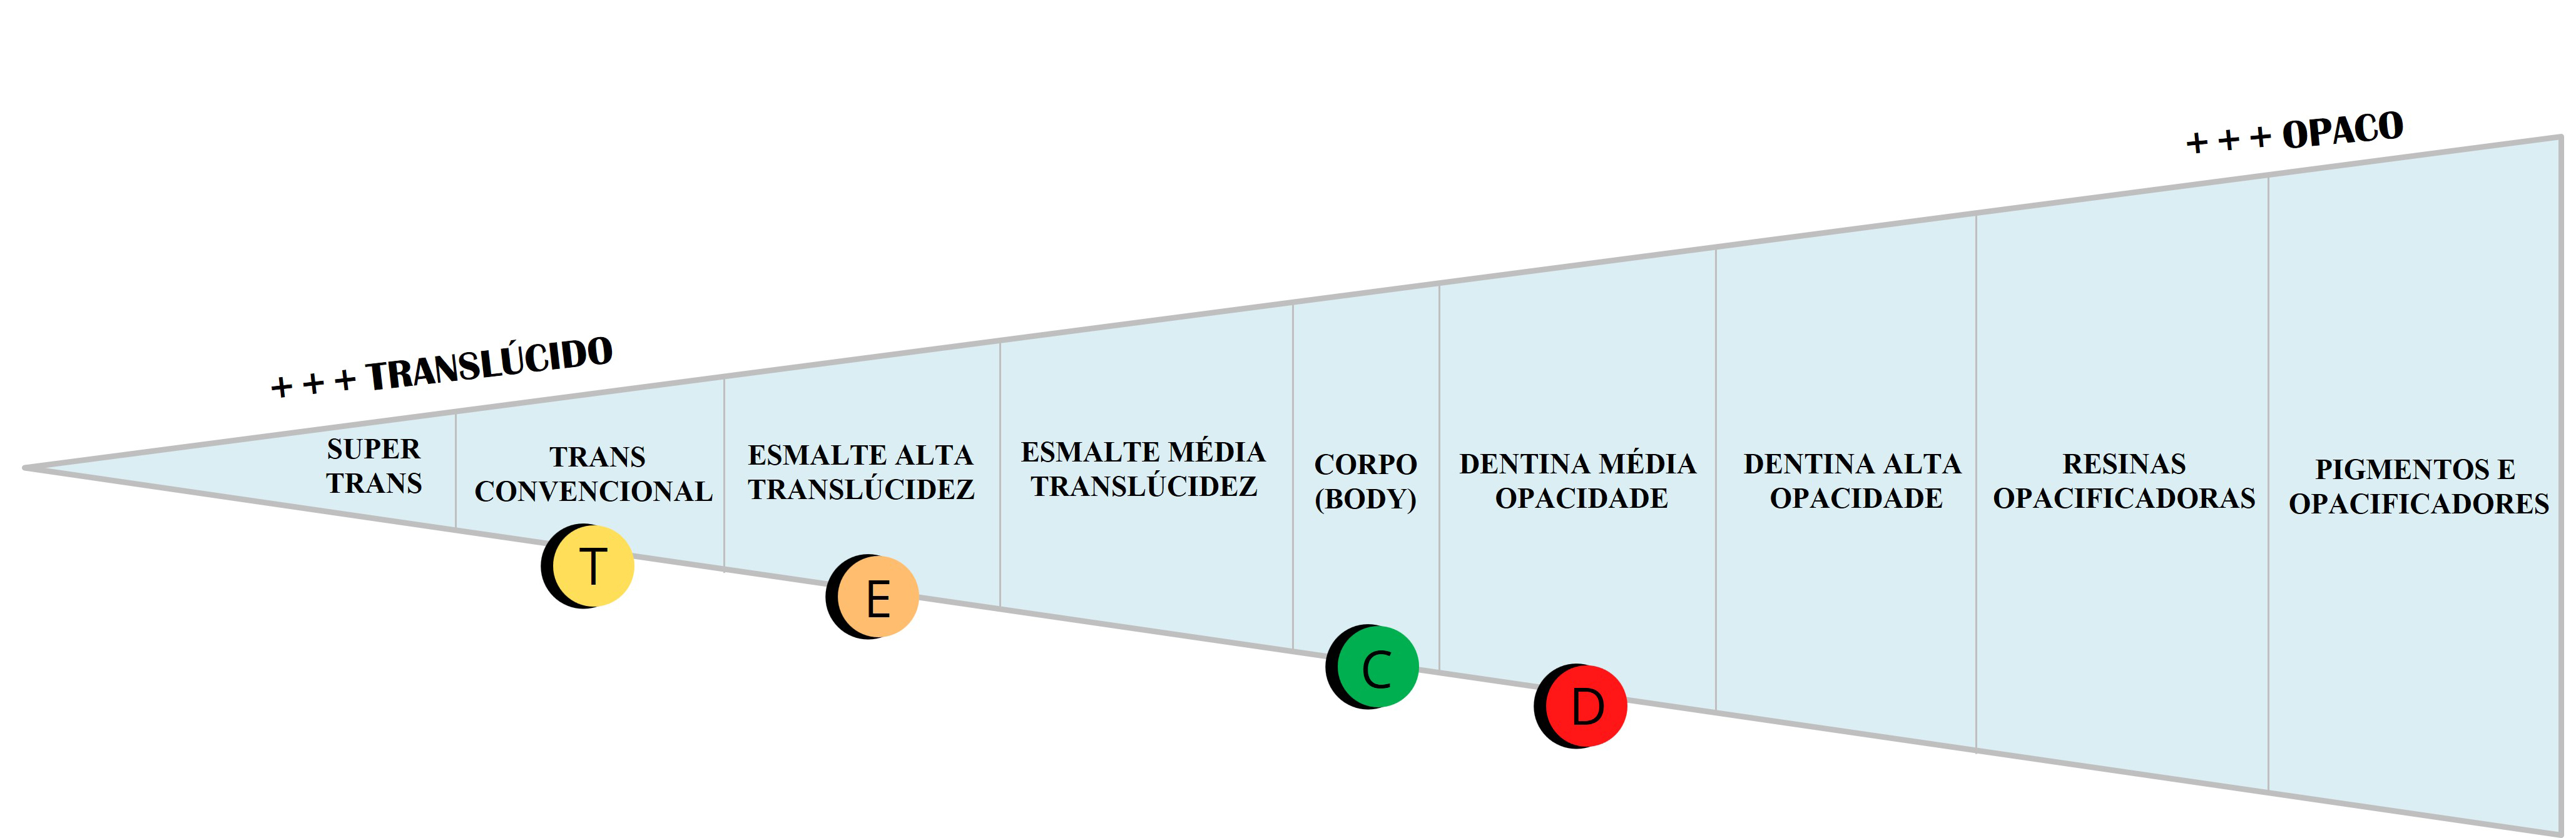 + + + OPACO
+ + + TRANSLÚCIDO
SUPER
TRANS
TRANS
CONVENCIONAL
ESMALTE ALTA
TRANSLÚCIDEZ
ESMALTE MÉDIA
TRANSLÚCIDEZ
CORPO
(BODY)
DENTINA MÉDIA
OPACIDADE
DENTINA ALTA
OPACIDADE
RESINAS
OPACIFICADORAS
PIGMENTOS E
OPACIFICADORES
T
E
C
D